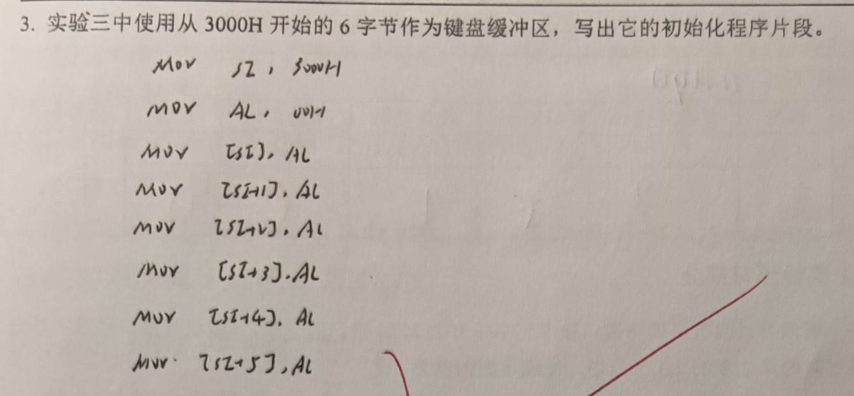 3. 实验三中使用从 3000H 开始的 6 字节作为键盘缓冲区，写出它的初始化程序片段。
MOV SI, 3000H
MOV AL, 00H
MOV [SI], AL
MOV [SI+1], AL
MOV [SI+2], AL
MOV [SI+3], AL
MOV [SI+4], AL
MOV [SI+5], AL